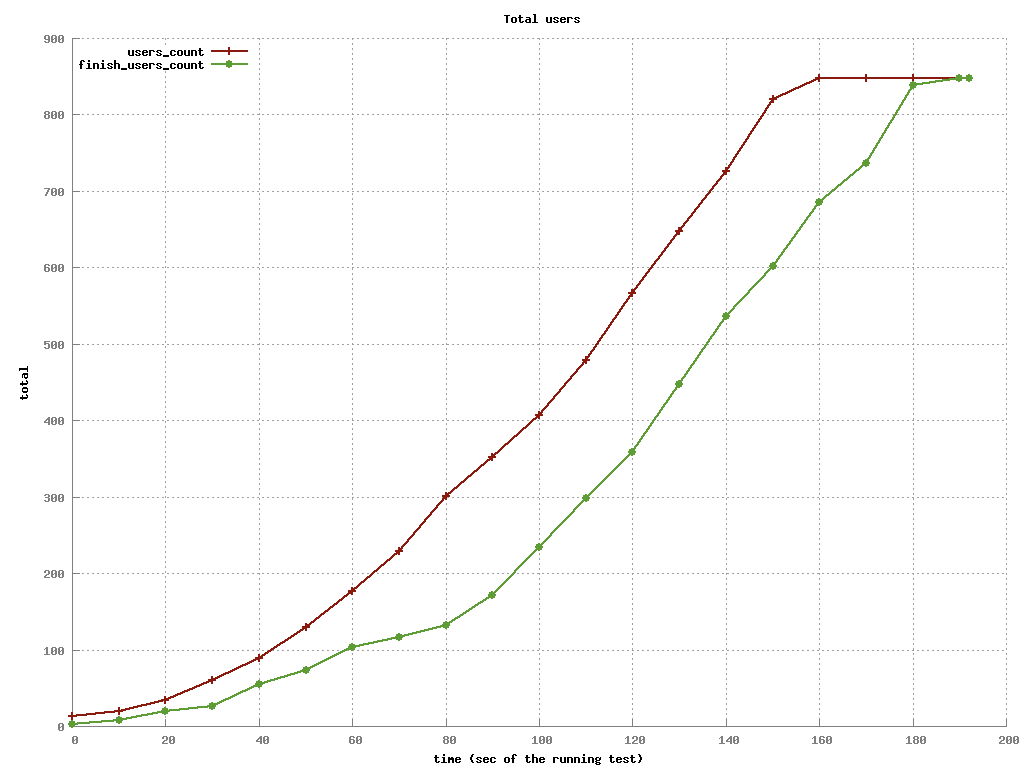 Total users
users_count
finish_users_count
900
800
700
600
500
400
300
200
100
0
total
0 20 40 60 80 100 120 140 160 180 200
time (sec of the running test)